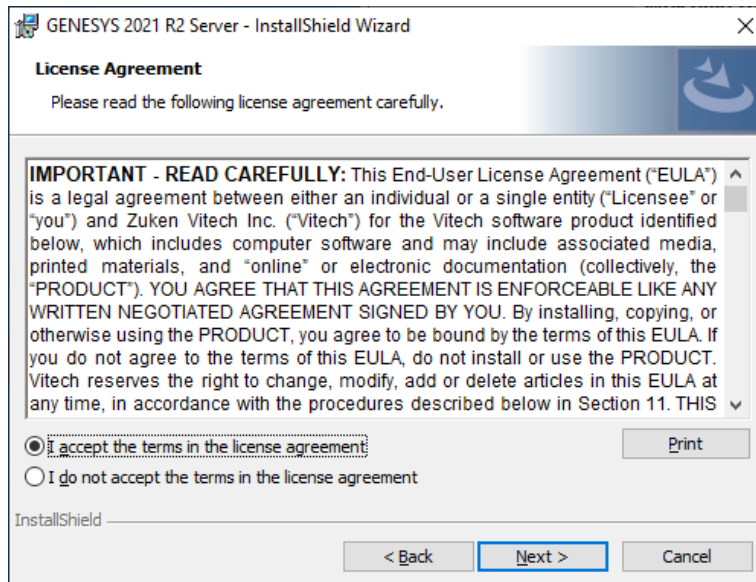 GENESYS 2021 R2 Server - InstallShield Wizard
License Agreement
Please read the following license agreement carefully.
IMPORTANT - READ CAREFULLY: This End-User License Agreement (“EULA”)
is a legal agreement between either an individual or a single entity (“Licensee” or
“you”) and Zuken Vitech Inc. (“Vitech”) for the Vitech software product identified
below, which includes computer software and may include associated media,
printed materials, and “online” or electronic documentation (collectively, the
“PRODUCT”). YOU AGREE THAT THIS AGREEMENT IS ENFORCEABLE LIKE ANY
WRITTEN NEGOTIATED AGREEMENT SIGNED BY YOU. By installing, copying, or
otherwise using the PRODUCT, you agree to be bound by the terms of this EULA. If
you do not agree to the terms of this EULA, do not install or use the PRODUCT.
Vitech reserves the right to change, modify, add or delete articles in this EULA at
any time, in accordance with the procedures described below in Section 11. THIS
I accept the terms in the license agreement
Print
I do not accept the terms in the license agreement
InstallShield
< Back
Next >
Cancel